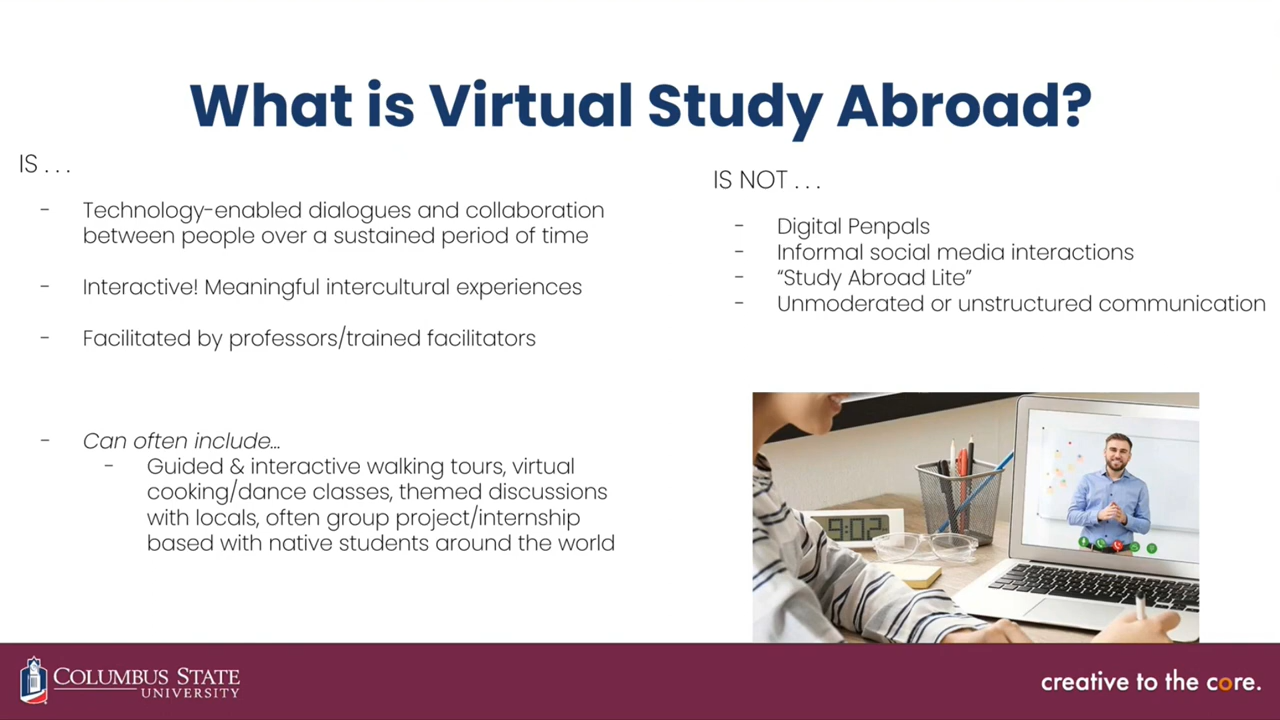 What is Virtual Study Abroad?
IS . . .
- Technology-enabled dialogues and collaboration
between people over a sustained period of time
- Interactive! Meaningful intercultural experiences
- Facilitated by professors/trained facilitators
- Can often include...
- Guided & interactive walking tours, virtual
cooking/dance classes, themed discussions
with locals, often group project/internship
based with native students around the world
IS NOT . . .
- Digital Penpals
- Informal social media interactions
- “Study Abroad Lite”
- Unmoderated or unstructured communication
9:02
COLUMBUS STATE
UNIVERSITY
creative to the core.